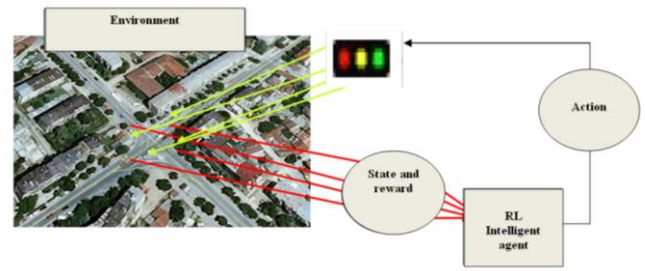 Environment
Action
State and
reward
RL
Intelligent
agent